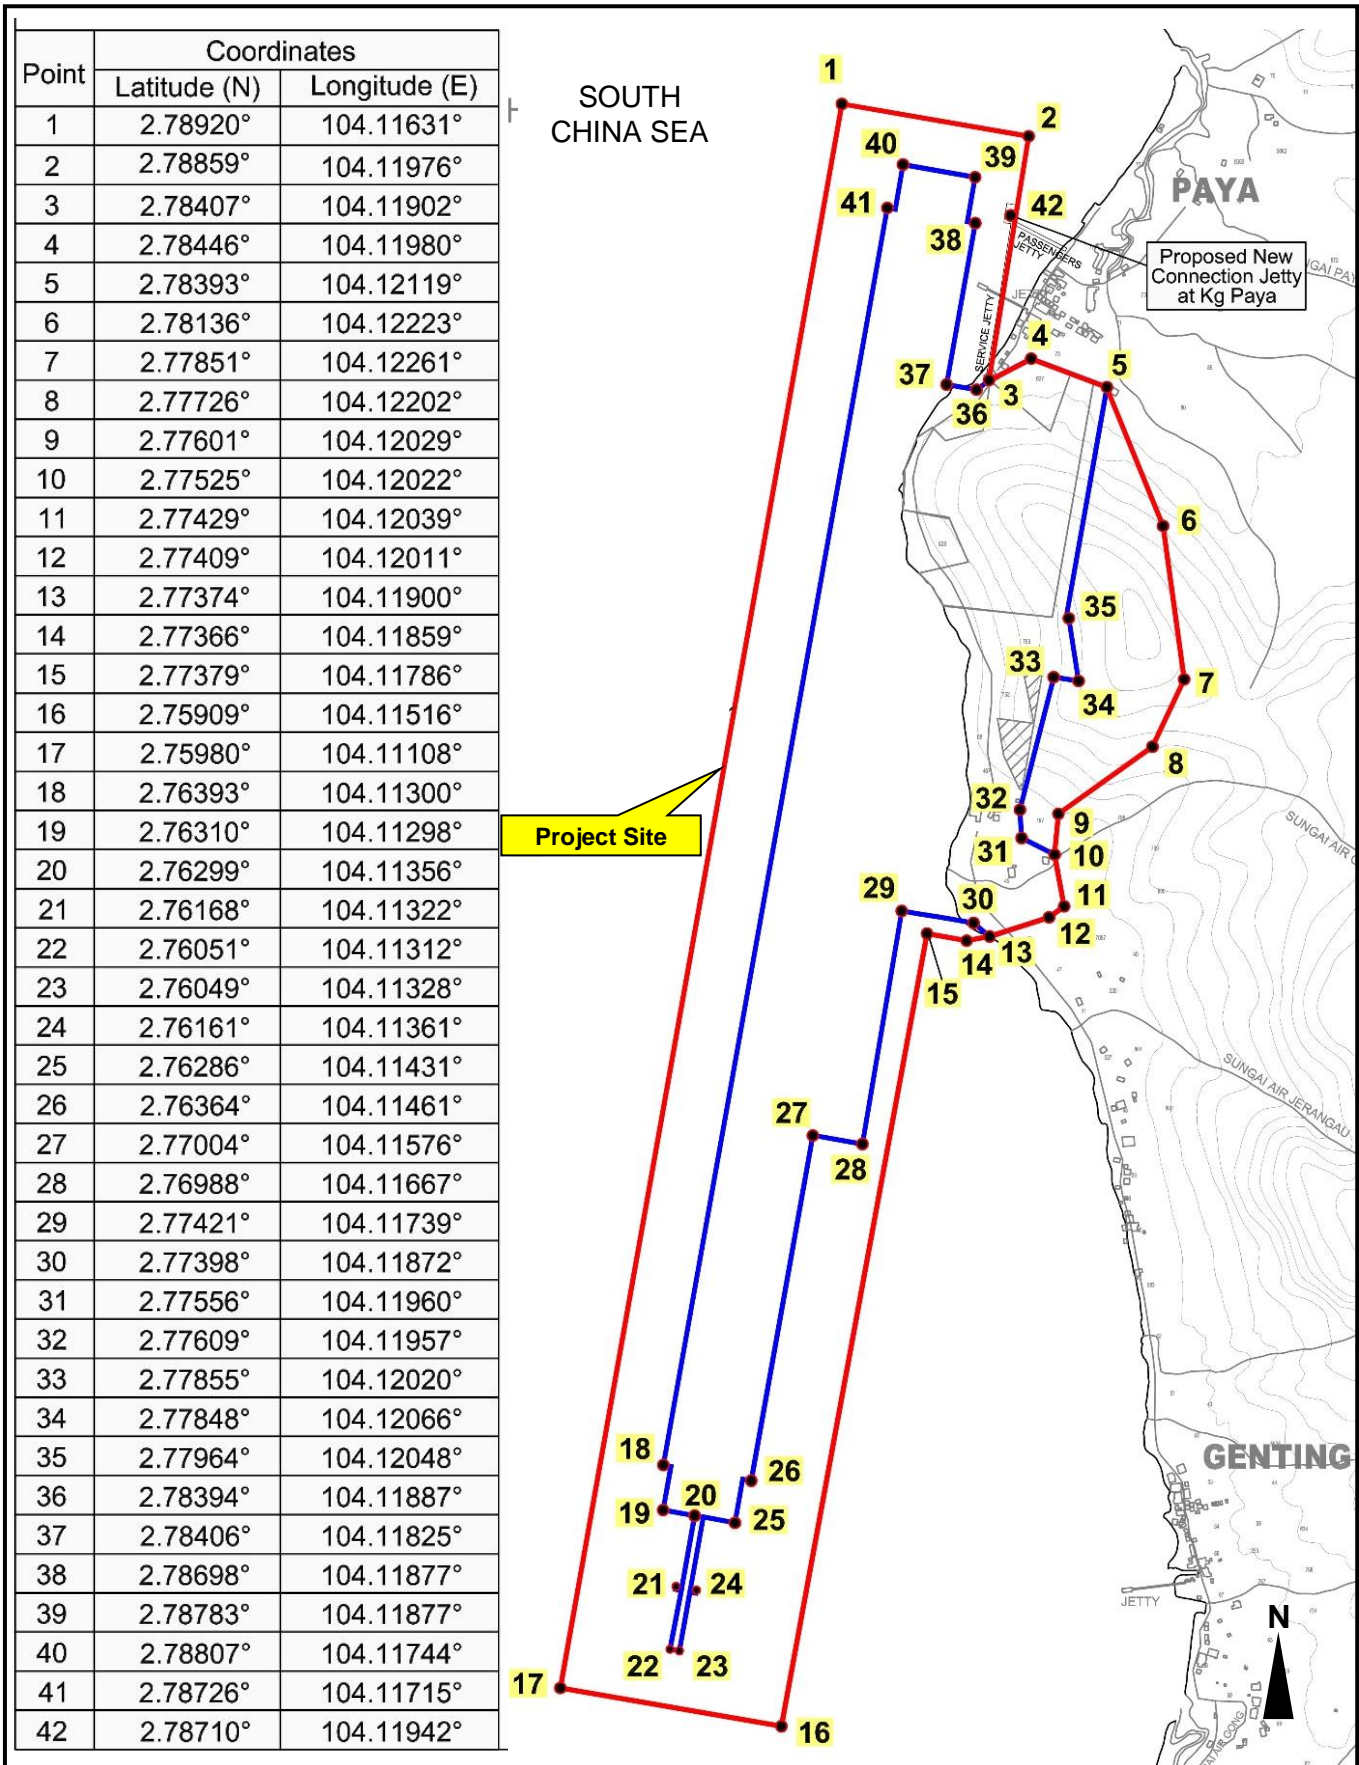 Coordinates
Point
Latitude (N) Longitude (E)
1 2.78920° 104.11631°
2 2.78859° 104.11976°
3 2.78407° 104.11902°
4 2.78446° 104.11980°
5 2.78393° 104.12119°
6 2.78136° 104.12223°
7 2.77851° 104.12261°
8 2.77726° 104.12202°
9 2.77601° 104.12029°
10 2.77525° 104.12022°
11 2.77429° 104.12039°
12 2.77409° 104.12011°
13 2.77374° 104.11900°
14 2.77366° 104.11859°
15 2.77379° 104.11786°
16 2.75909° 104.11516°
17 2.75980° 104.11108°
18 2.76393° 104.11300°
19 2.76310° 104.11298°
20 2.76299° 104.11356°
21 2.76168° 104.11322°
22 2.76051° 104.11312°
23 2.76049° 104.11328°
24 2.76161° 104.11361°
25 2.76286° 104.11431°
26 2.76364° 104.11461°
27 2.77004° 104.11576°
28 2.76988° 104.11667°
29 2.77421° 104.11739°
30 2.77398° 104.11872°
31 2.77556° 104.11960°
32 2.77609° 104.11957
33 2.77855° 104.12020°
34 2.77848° 104.12066°
35 2.77964° 104.12048°
36 2.78394° 104.11887°
37 2.78406° 104.11825°
38 2.78698° 104.11877°
39 2.78783° 104.11877°
40 2.78807° 104.11744°
41 2.78726° 104.11715°
42 2.78710° 104.11942°
SOUTH
CHINA SEA
1
2
40
39
41
42
38
PAYA
PASSENGERS
JETTY
Proposed New
Connection Jetty
at Kg Paya
SERVICE JETTY
4
5
37
36
3
6
35
33
34
7
8
32
9
31
10
Project Site
SUNGAI AIR
29
30
11
12
13
14
15
SUNGAI AIR JERANGAU
27
28
18
26
GENTING
19
20
25
21
24
JETTY
N
22
23
17
16